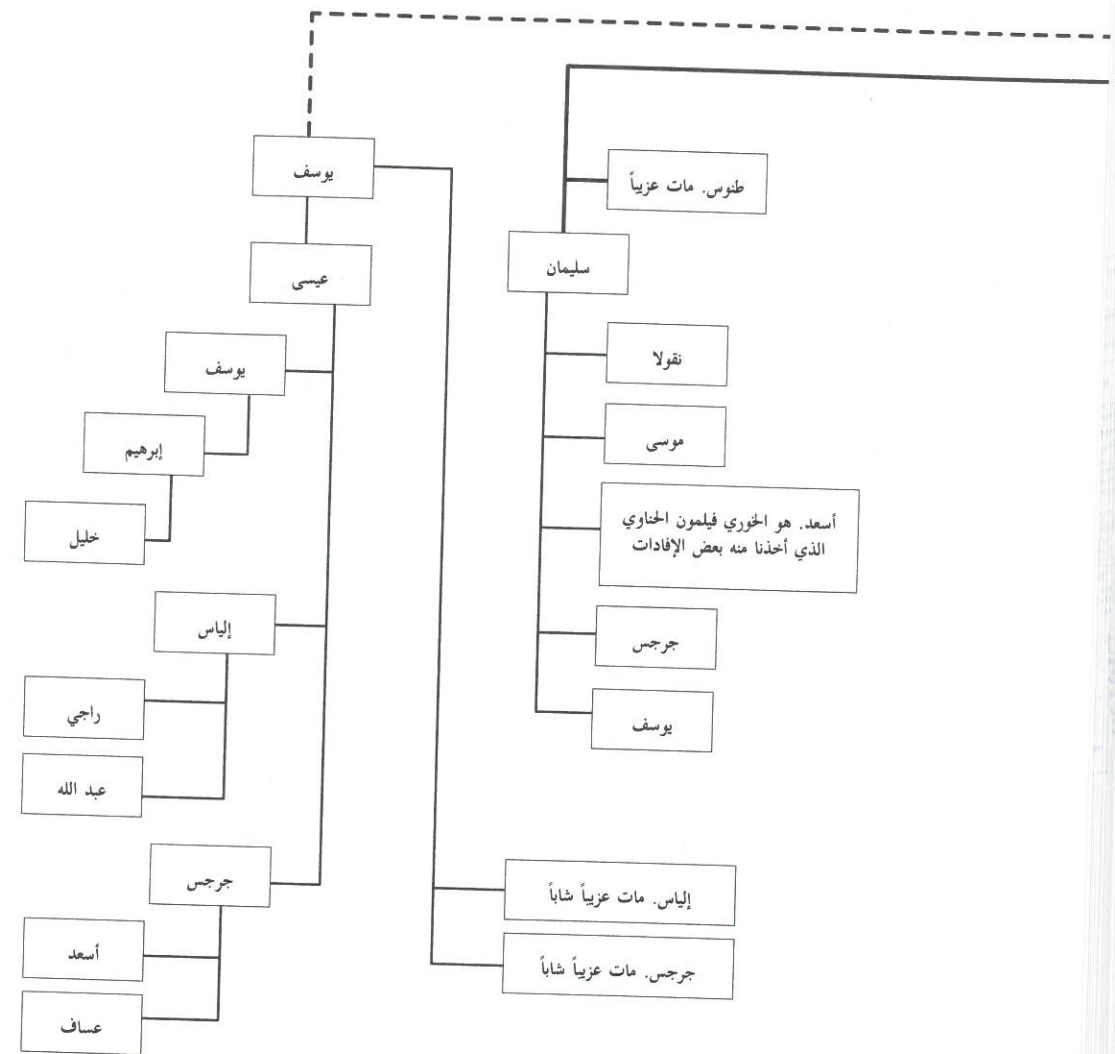 يوسف
طنوس. مات عزيباً
سليمان
عيسى
نقولا
يوسف
موسى
إبرهيم
أسعد. هو الخوري فيلمون الحناوي
الذي أخذنا منه بعض الإفادات
خليل
إلياس
جرجس
راجي
يوسف
عبد الله
جرجس
إلياس. مات عزيباً شاباً
أسعد
جرجس. مات عزيباً شاباً
عساف